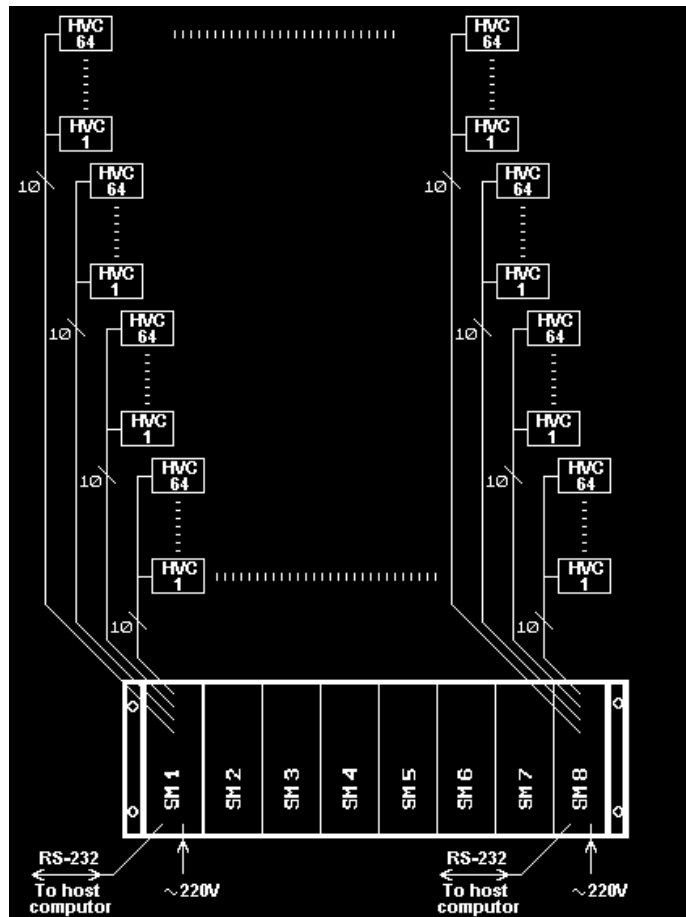 HVC
64
HVC
64
HVC
1
HVC
1
10
HVC
64
10
HVC
64
HVC
1
HVC
1
10
HVC
64
10
HVC
64
HVC
1
HVC
1
10
HVC
64
10
HVC
64
HVC
1
HVC
1
10
10
SM 1
SM 2
SM 3
SM 4
SM 5
SM 6
SM 7
SM 8
RS-232
To host
computor
~220V
RS-232
To host
computor
~220V